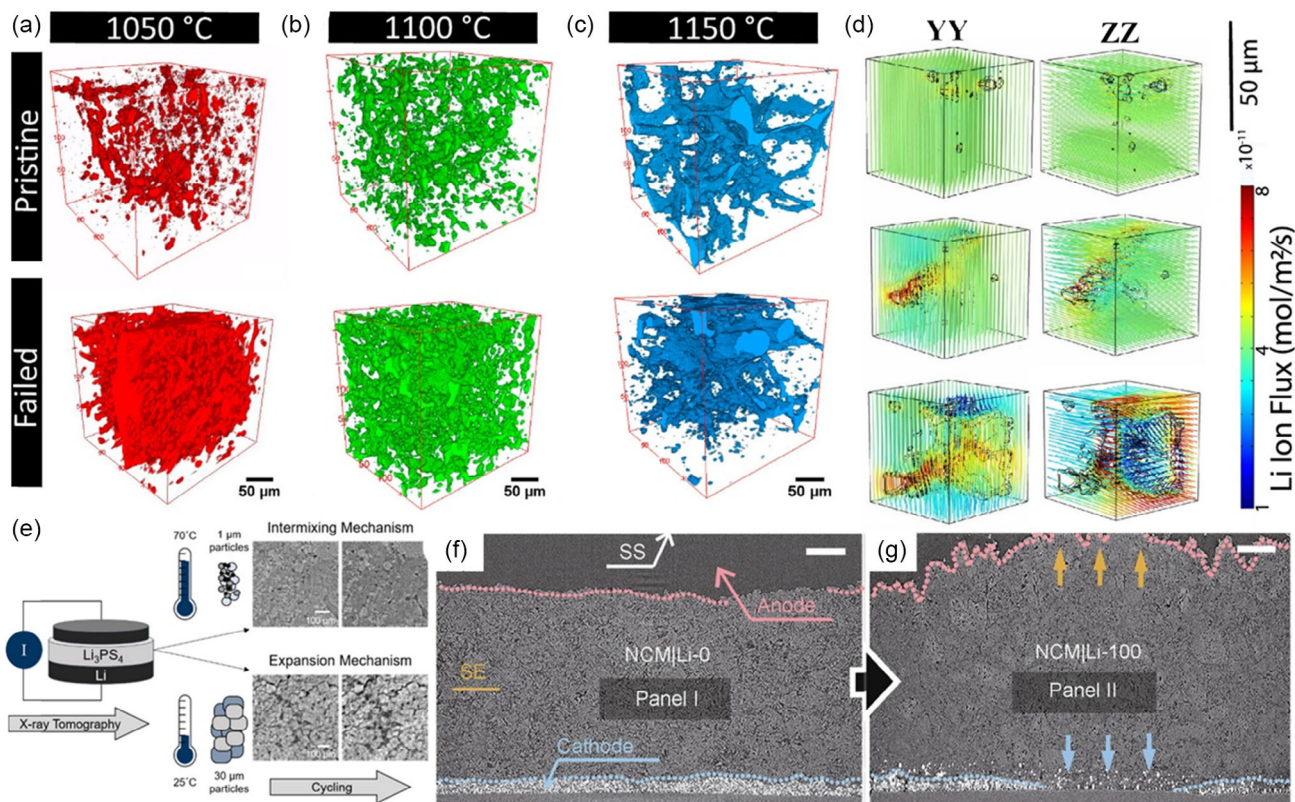 (a)
1050 °C
(b)
1100 °C
(c)
1150 °C
(d)
YY
ZZ
50 μm
Pristine
Failed
50 μm
50 μm
50 μm
×10⁻¹¹
8
4
1
Li Ion Flux (mol/m²/s)
(e)
70°C
1 μm
particles
Intermixing Mechanism
100 μm
I
Li₃PS₄
Li
X-ray Tomography
Expansion Mechanism
100 μm
25°C
30 μm
particles
Cycling
(f)
SS
Anode
NCM|Li-0
SE
Panel I
Cathode
(g)
NCM|Li-100
Panel II